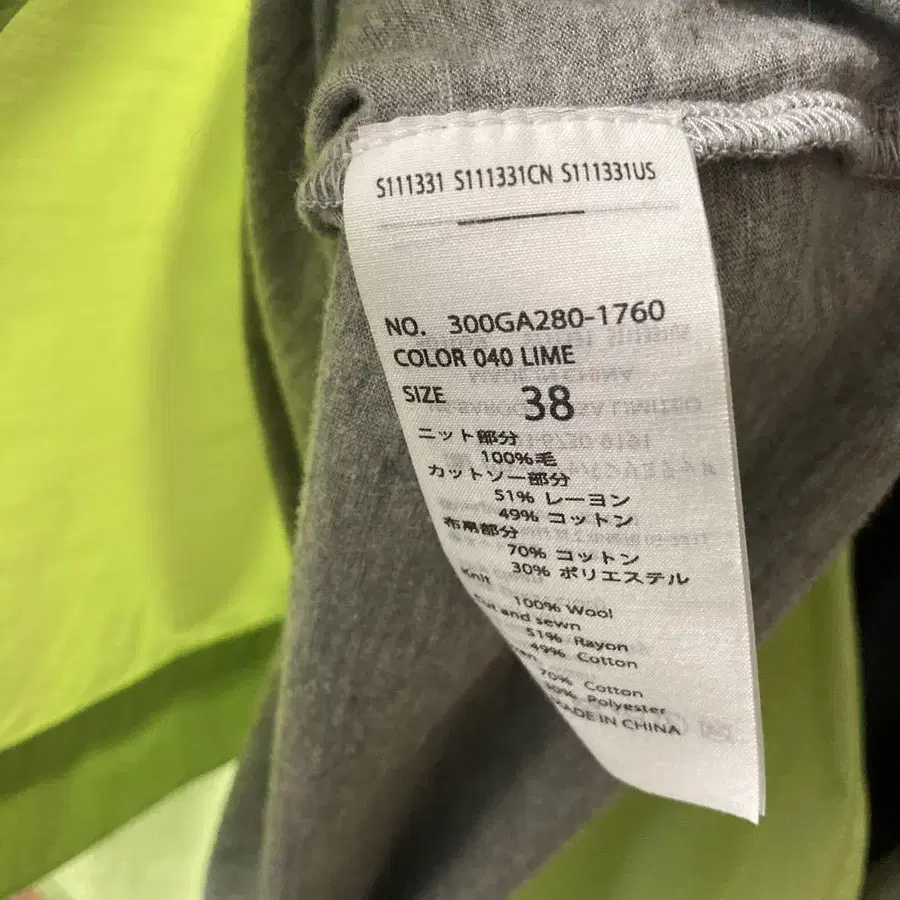 S111331 S111331CN S111331US
NO. 300GA280-1760
COLOR 040 LIME
SIZE 38
ニット部分
100%毛
カットソー部分
51% レーヨン
49% コットン
布帛部分
70% コットン
30% ポリエステル
Knit
100% Wool
Cut and sewn
51% Rayon
49% Cotton
70% Cotton
30% Polyester
MADE IN CHINA